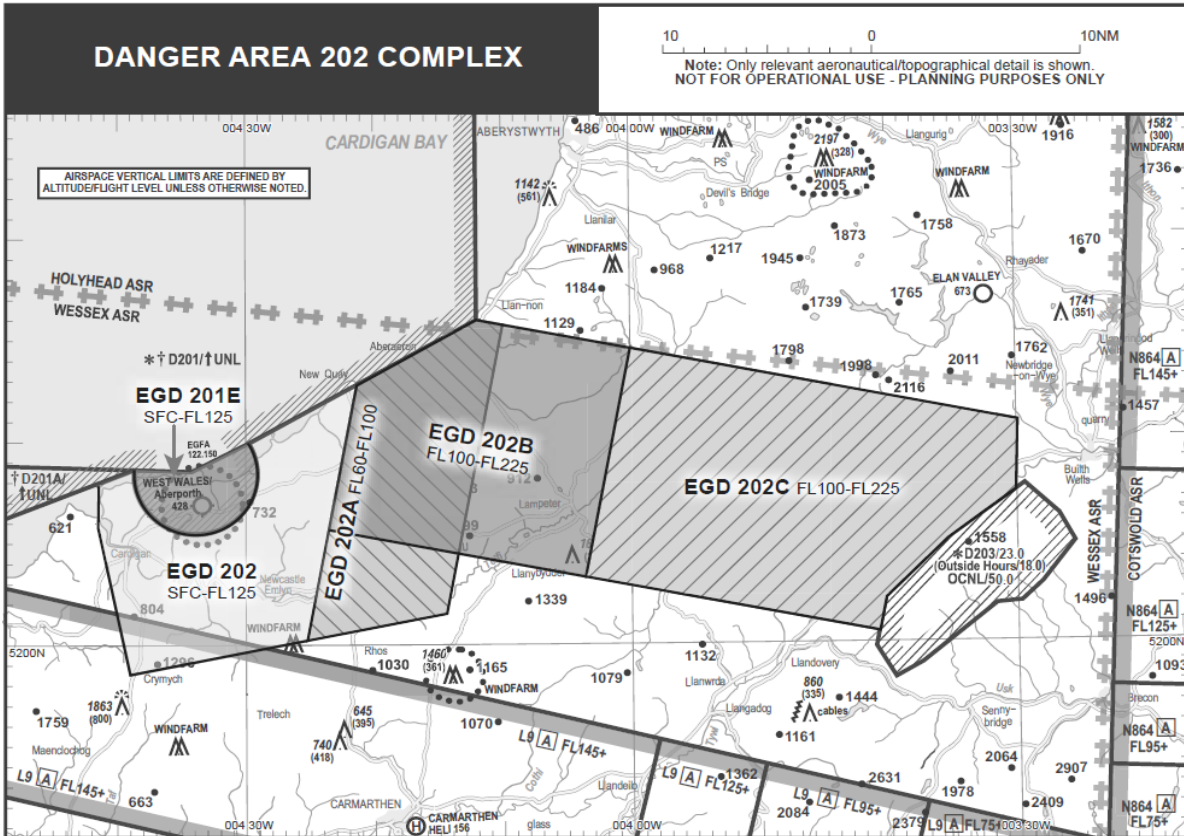 DANGER AREA 202 COMPLEX
10 0 10NM
Note: Only relevant aeronautical/topographical detail is shown.
NOT FOR OPERATIONAL USE - PLANNING PURPOSES ONLY
004 30W
CARDIGAN BAY
ABERYSTWYTH
486
004 00W
WINDFARM
PS
2197
(328)
WINDFARM
2005
Wye
Llangurig
003 30W
1916
1582
(300)
WINDFARM
1736
Ithon
AIRSPACE VERTICAL LIMITS ARE DEFINED BY
ALTITUDE/FLIGHT LEVEL UNLESS OTHERWISE NOTED.
1142
(561)
Devil's Bridge
WINDFARM
Llanilar
1758
1873
WINDFARMS
1217
968
1945
1670
Rhayader
ELAN VALLEY
673
HOLYHEAD ASR
WESSEX ASR
1184
1739
1765
1741
(351)
Llan-non
1129
Aberaeron
1798
1998
2116
2011
1762
Newbridge
-on-Wye
N864 A
FL145+
1457
quarry
*†D201/↑UNL
New Quay
EGD 201E
SFC-FL125
EGFA
122.150
WEST WALES/
Aberporth
428
†D201A/
↑UNL
621
732
Cardigan
EGD 202
SFC-FL125
Newcastle
Emlyn
EGD 202A FL60-FL100
EGD 202B
FL100-FL225
912
Lampeter
99
Llanybydder
EGD 202C FL100-FL225
Builth
Wells
1558
*D203/23.0
(Outside Hours/18.0)
OCNL/50.0
WESSEX ASR
COTSWOLD ASR
1496
N864 A
FL125+
804
WINDFARM
1339
5200N
1296
Crymych
Rhos
1030
1460
(361)
165
WINDFARM
1079
1132
Llanwrda
Llandovery
5200N
1093
Brecon
1863
(800)
1759
Maenclochog
WINDFARM
Trelech
645
(395)
740
(418)
1070
L9 A FL145+
Llangadog
860
(335)
cables
1444
1161
Usk
Senny-
bridge
N864 A
FL95+
2064
2907
L9 A FL145+
Taf
663
CARMARTHEN
Cothi
Tywi
Llandeilo
L9 A FL125+
1362
2631
L9 A FL95+
2084
1978
2409
N864 A
FL75+
004 30W
H CARMARTHEN
HELI 156
glass
004 00W
2379
L9 A FL75+
003 30W